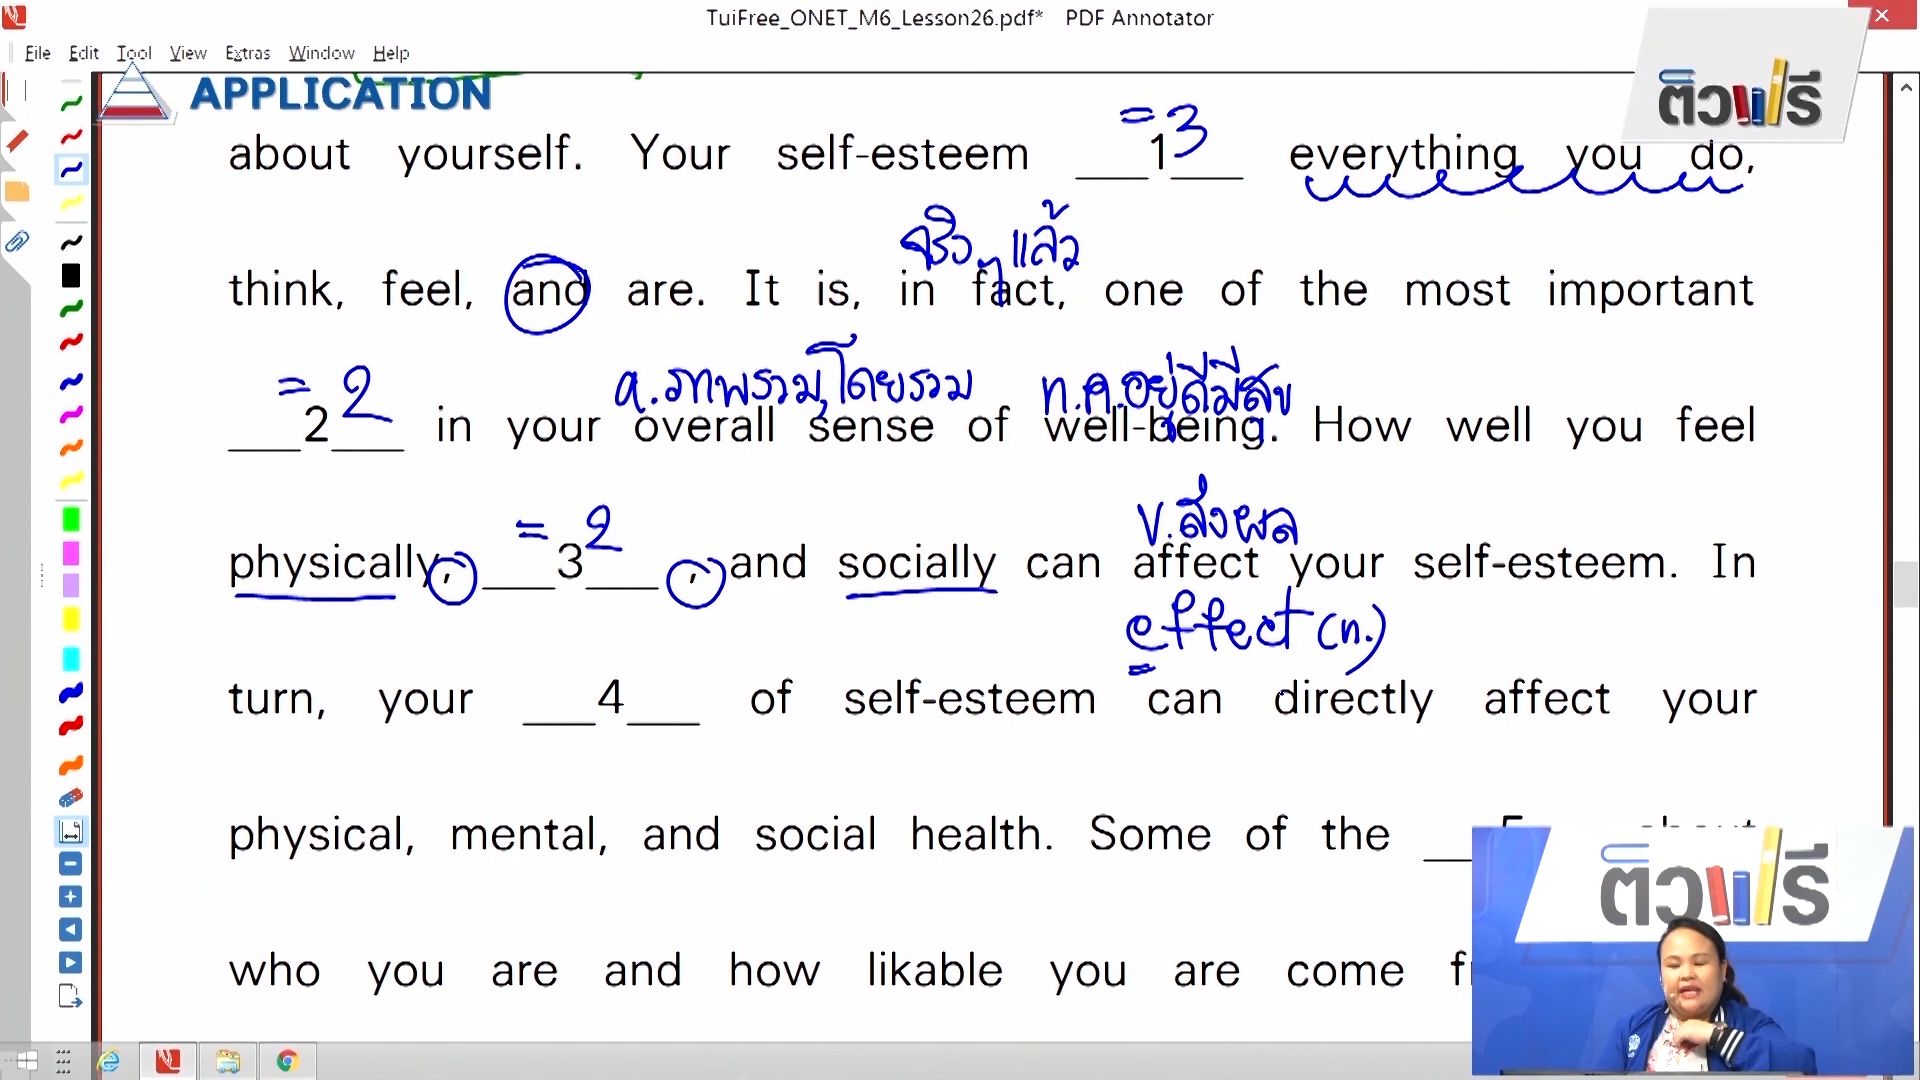 TuiFree_ONET_M6_Lesson26.pdf* PDF Annotator
File Edit Tool View Extras Window Help
APPLICATION
ติวฟรี
= 3
about yourself. Your self-esteem ___1___ everything you do,
จริงๆ แล้ว
think, feel, and are. It is, in fact, one of the most important
= 2 a. ภาพรวม, โดยรวม n. ค.อยู่ดีมีสุข
___2___ in your overall sense of well-being. How well you feel
= 2 v. ส่งผล
physically, ___3___ , and socially can affect your self-esteem. In
effect (n.)
turn, your ___4___ of self-esteem can directly affect your
physical, mental, and social health. Some of the
who you are and how likable you are come
ติวฟรี